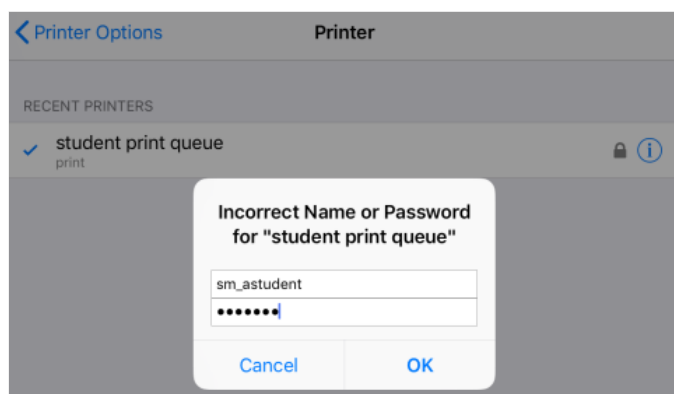 Printer Options
Printer
RECENT PRINTERS
student print queue
print
Incorrect Name or Password
for "student print queue"
sm_astudent
•••••••
Cancel
OK